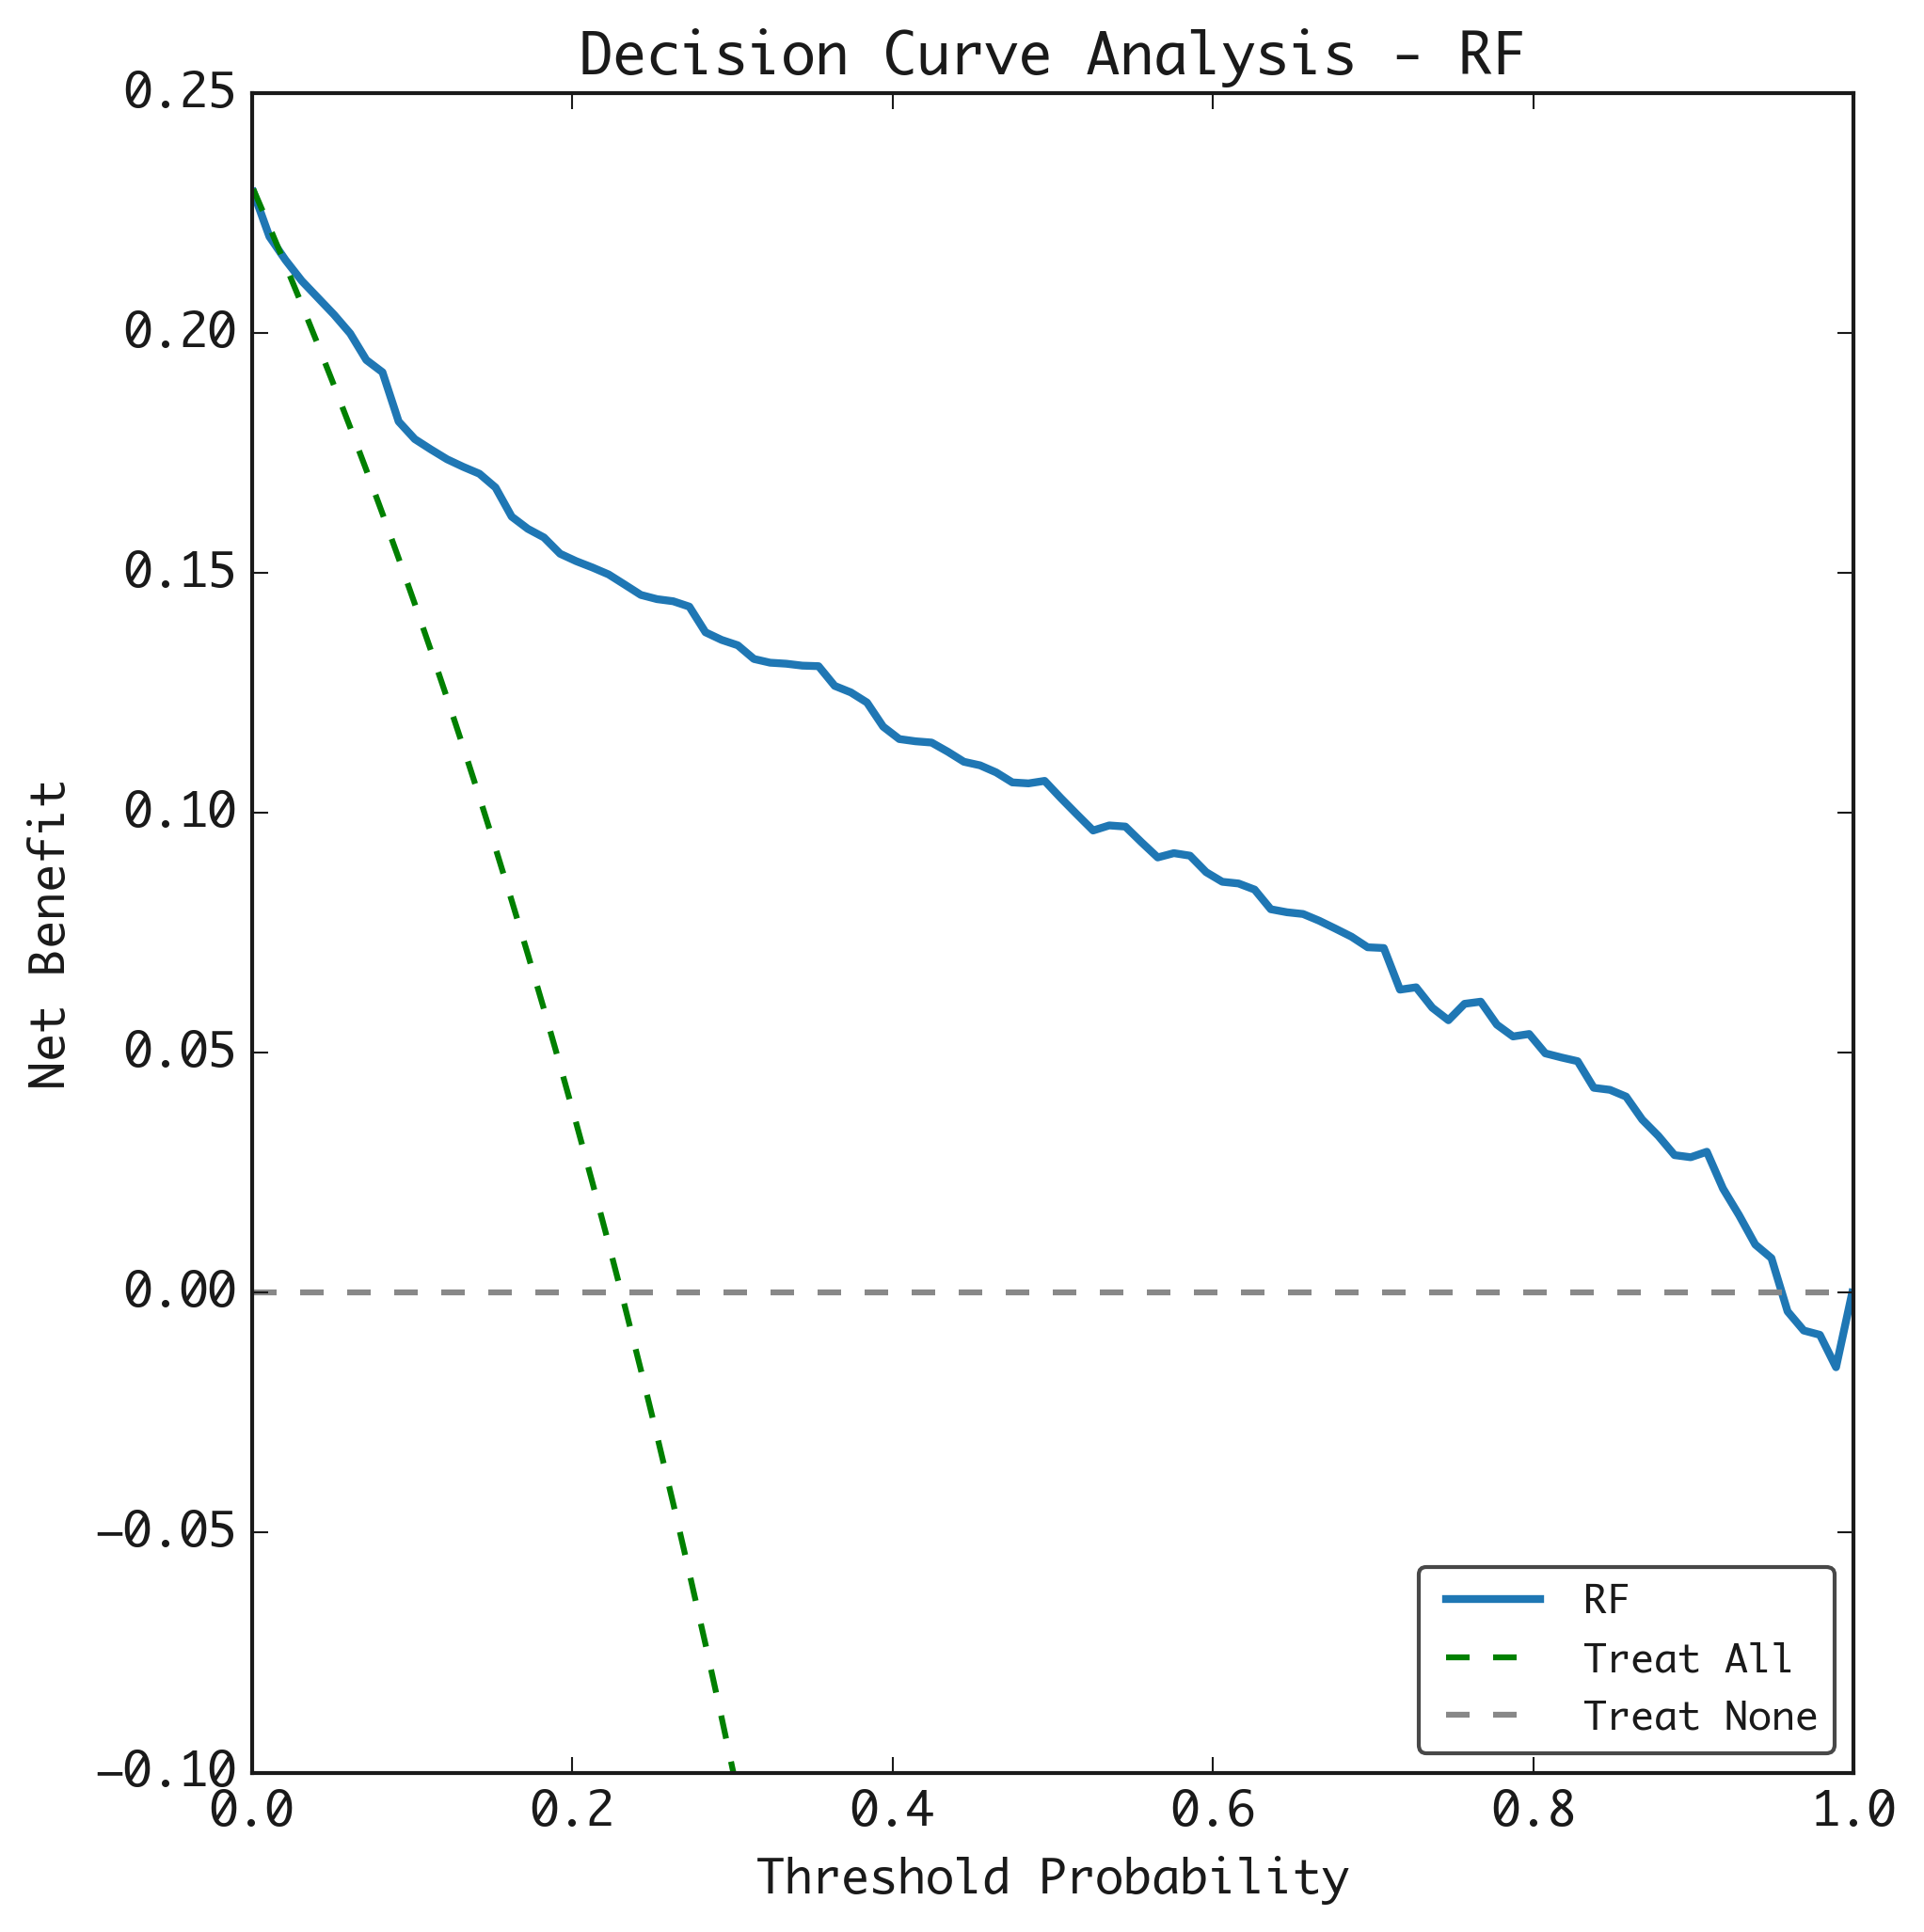 Decision Curve Analysis - RF
0.25
0.20
0.15
0.10
0.05
0.00
−0.05
−0.10
Net Benefit
0.0 0.2 0.4 0.6 0.8 1.0
Threshold Probability
RF
Treat All
Treat None